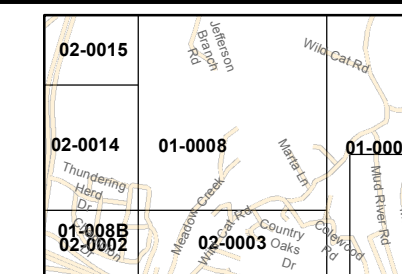 02-0015
Jefferson
Branch
Rd
Wild Cat Rd
02-0014
01-0008
Marta Ln
01-000
Thundering
Herd
Dr
Mud River Rd
Meadow Creek
Wild Cat Rd
01-008B
02-0002
02-0003
Country
Oaks
Dr
Colewood
Rd
Dr